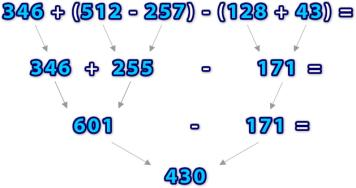 346 + (512 - 257) - (128 + 43) =
346 + 255 - 171 =
601 - 171 =
430